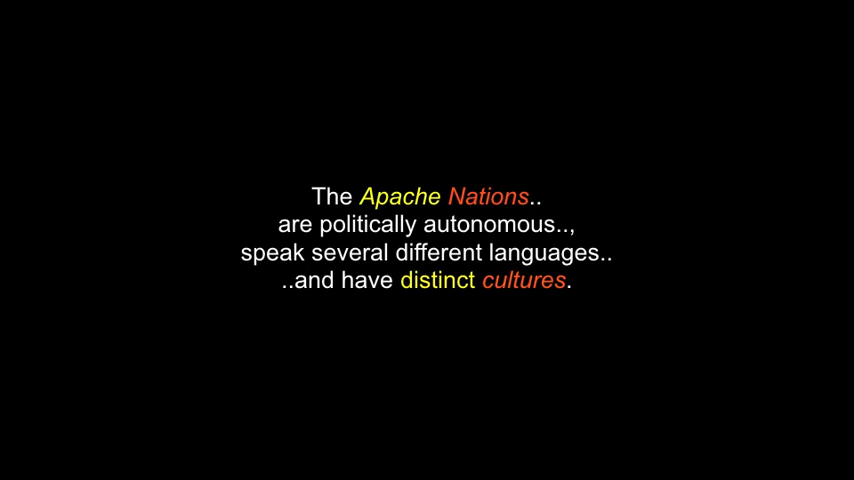 The Apache Nations..
are politically autonomous..,
speak several different languages..
..and have distinct cultures.